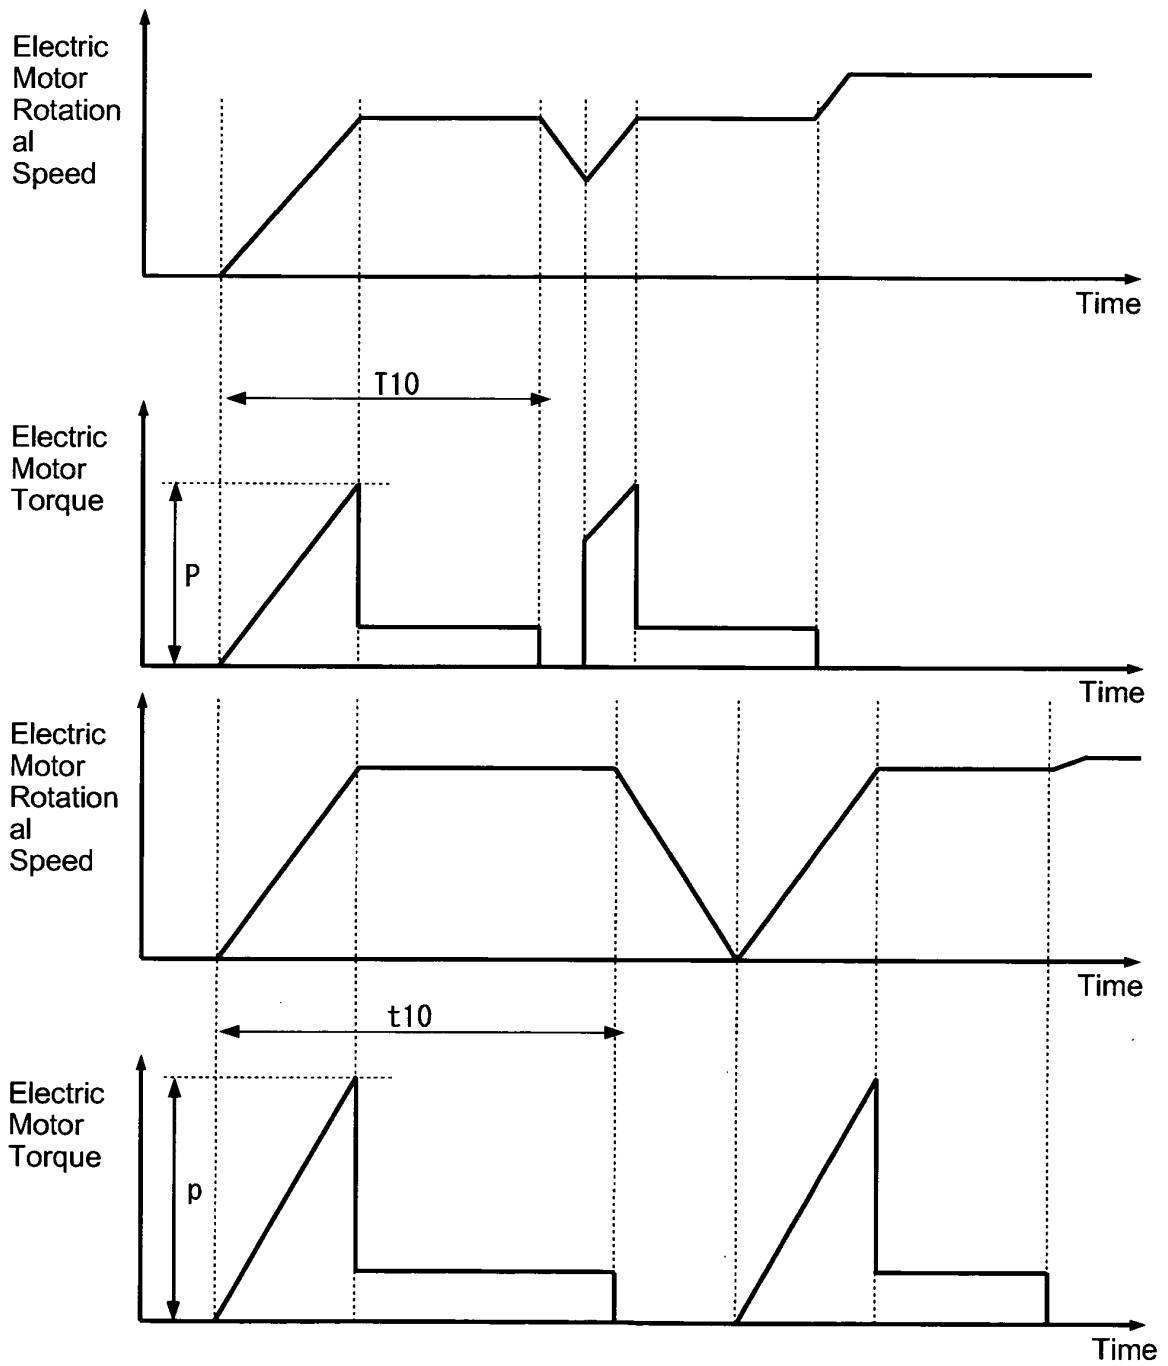 Electric
Motor
Rotation
al
Speed
Time
T10
Electric
Motor
Torque
P
Time
Electric
Motor
Rotation
al
Speed
Time
t10
Electric
Motor
Torque
p
Time